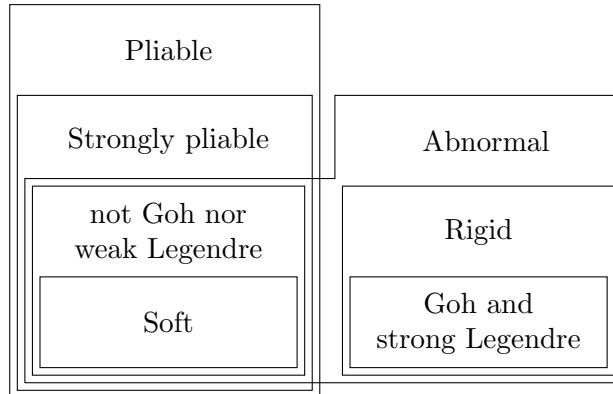 Pliable
Strongly pliable
Abnormal
not Goh nor
weak Legendre
Rigid
Soft
Goh and
strong Legendre